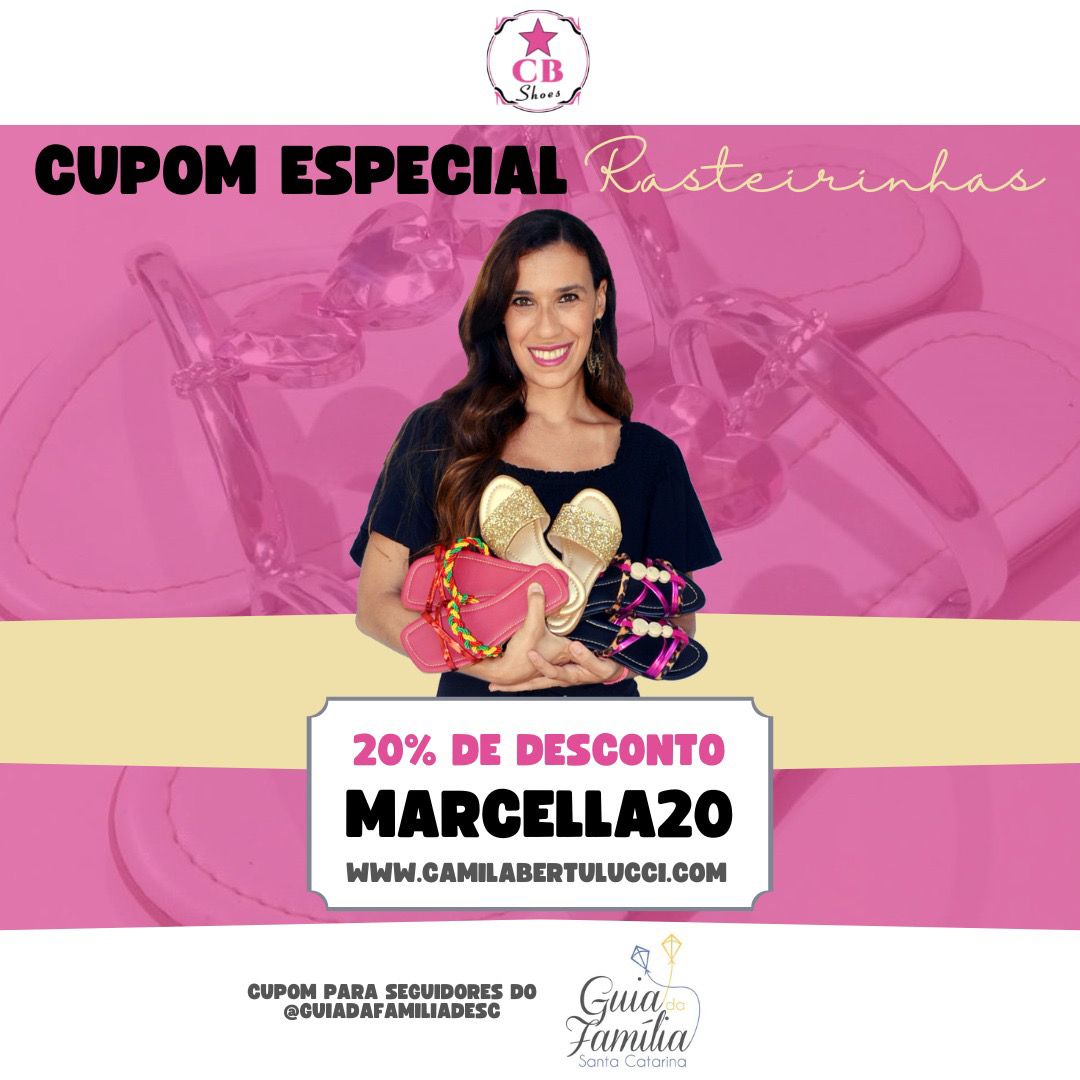 CB
Shoes
CUPOM ESPECIAL Rasteirinhas
20% DE DESCONTO
MARCELLA20
WWW.CAMILABERTULUCCI.COM
CUPOM PARA SEGUIDORES DO
@GUIADAFAMILIADESC
Guia da
Família
Santa Catarina